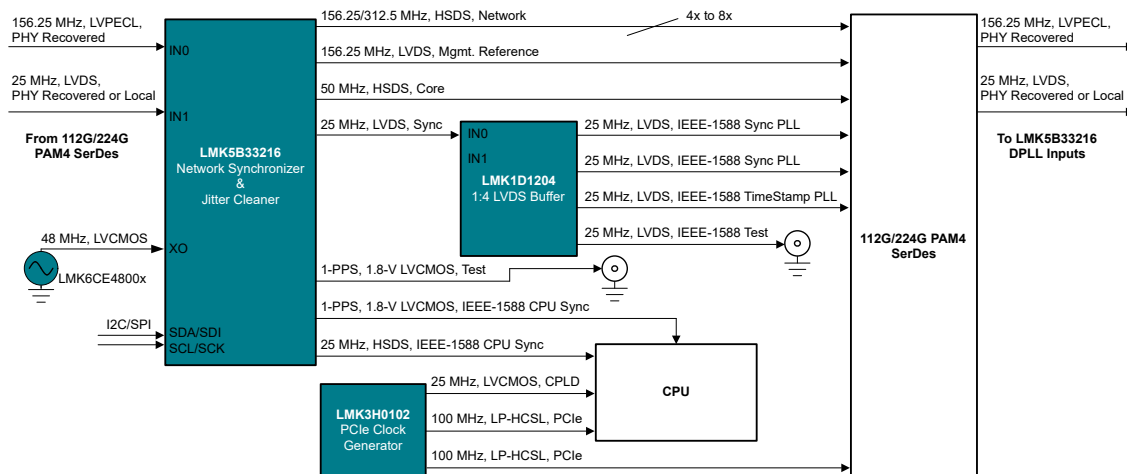 156.25 MHz, LVPECL,
PHY Recovered
25 MHz, LVDS,
PHY Recovered or Local
From 112G/224G
PAM4 SerDes
IN0
IN1
LMK5B33216
Network Synchronizer
&
Jitter Cleaner
XO
48 MHz, LVCMOS
LMK6CE4800x
I2C/SPI
SDA/SDI
SCL/SCK
156.25/312.5 MHz, HSDS, Network
4x to 8x
156.25 MHz, LVDS, Mgmt. Reference
50 MHz, HSDS, Core
25 MHz, LVDS, Sync
IN0
IN1
LMK1D1204
1:4 LVDS Buffer
25 MHz, LVDS, IEEE-1588 Sync PLL
25 MHz, LVDS, IEEE-1588 Sync PLL
25 MHz, LVDS, IEEE-1588 TimeStamp PLL
25 MHz, LVDS, IEEE-1588 Test
1-PPS, 1.8-V LVCMOS, Test
1-PPS, 1.8-V LVCMOS, IEEE-1588 CPU Sync
25 MHz, HSDS, IEEE-1588 CPU Sync
LMK3H0102
PCIe Clock
Generator
25 MHz, LVCMOS, CPLD
100 MHz, LP-HCSL, PCIe
100 MHz, LP-HCSL, PCIe
CPU
112G/224G PAM4
SerDes
156.25 MHz, LVPECL,
PHY Recovered
25 MHz, LVDS,
PHY Recovered or Local
To LMK5B33216
DPLL Inputs